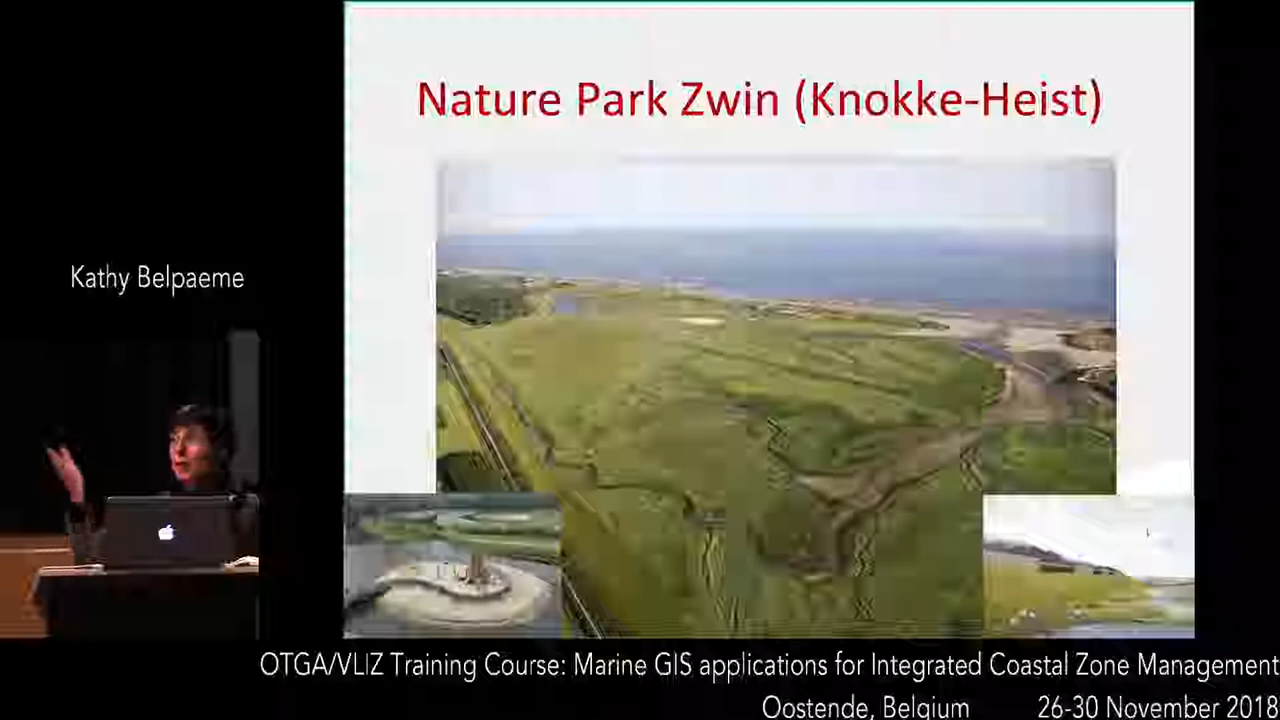 Nature Park Zwin (Knokke-Heist)
Kathy Belpaeme
OTGA/VLIZ Training Course: Marine GIS applications for Integrated Coastal Zone Management
Oostende, Belgium 26-30 November 2018